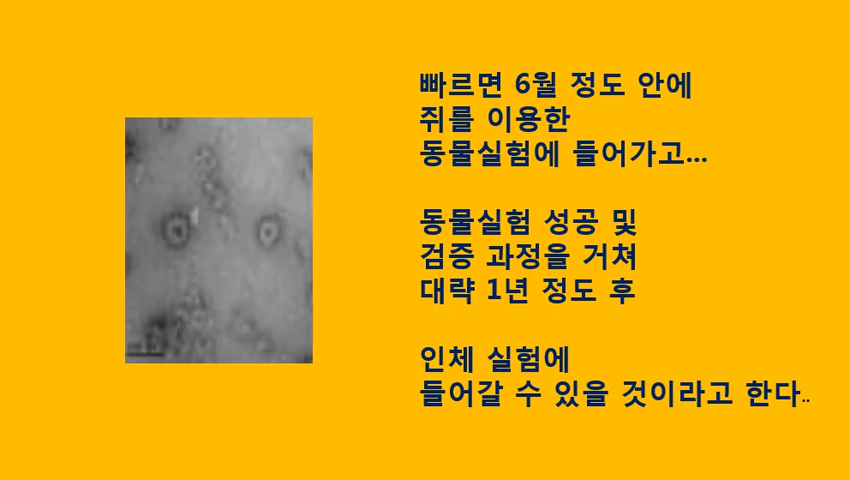 빠르면 6월 정도 안에
쥐를 이용한
동물실험에 들어가고...
동물실험 성공 및
검증 과정을 거쳐
대략 1년 정도 후
인체 실험에
들어갈 수 있을 것이라고 한다..